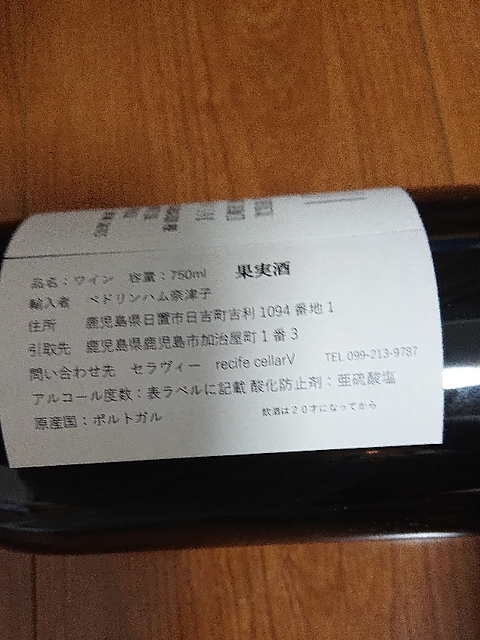 品名：ワイン 容量：750ml 果実酒
輸入者 ベドリンハム奈津子
住所 鹿児島県日置市日吉町吉利 1094 番地 1
引取先 鹿児島県鹿児島市加治屋町 1 番 3
問い合わせ先 セラヴィー recife cellarV TEL 099-213-9787
アルコール度数：表ラベルに記載 酸化防止剤：亜硫酸塩
原産国：ポルトガル 飲酒は２０才になってから